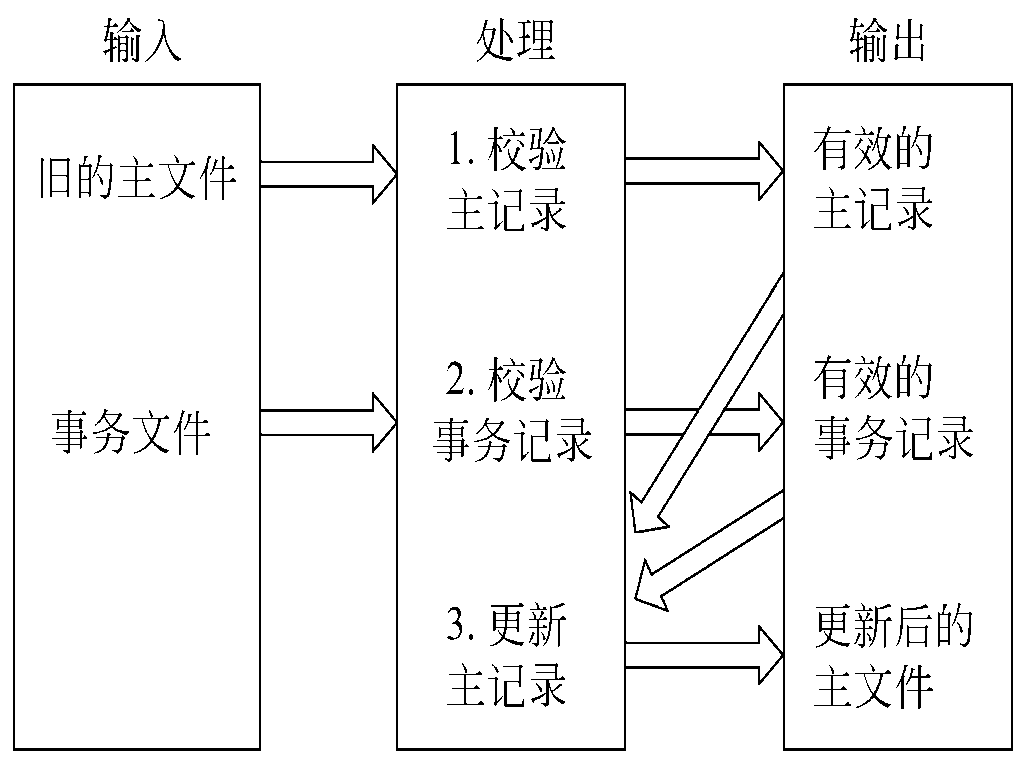 输入
处理
输出
旧的主文件
1. 校验
主记录
有效的
主记录
事务文件
2. 校验
事务记录
有效的
事务记录
3. 更新
主记录
更新后的
主文件